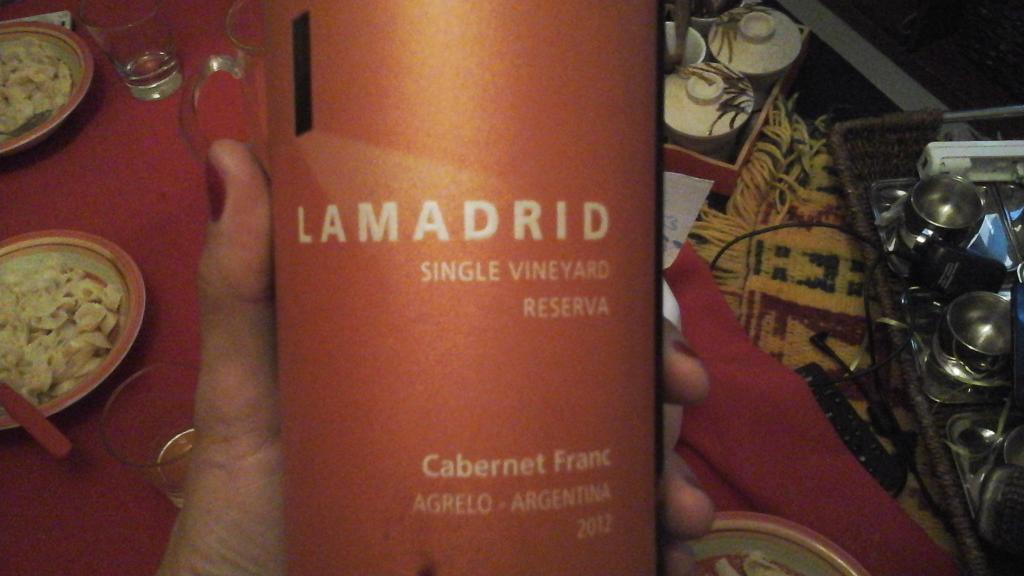 LAMADRID
SINGLE VINEYARD
RESERVA
Cabernet Franc
AGRELO - ARGENTINA
2012